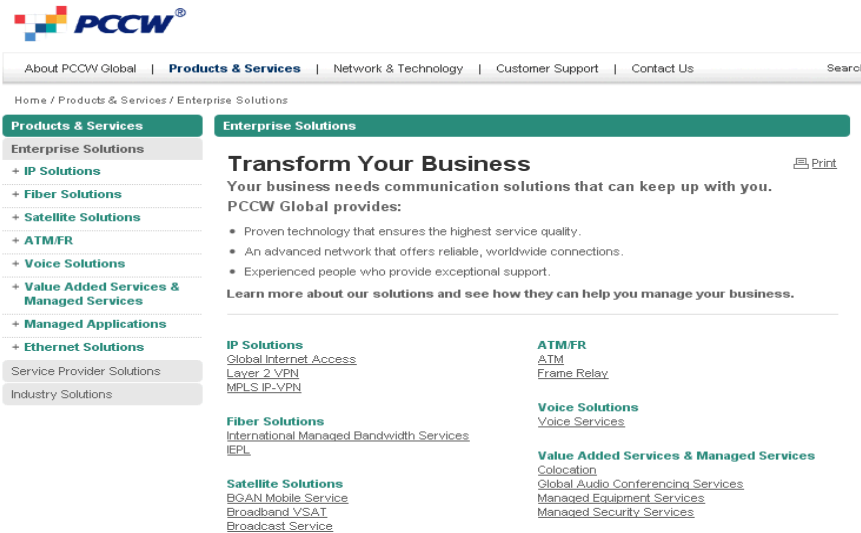 PCCW®
About PCCW Global | Products & Services | Network & Technology | Customer Support | Contact Us
Home / Products & Services / Enterprise Solutions
Products & Services
Enterprise Solutions
+ IP Solutions
+ Fiber Solutions
+ Satellite Solutions
+ ATM/FR
+ Voice Solutions
+ Value Added Services &
Managed Services
+ Managed Applications
+ Ethernet Solutions
Service Provider Solutions
Industry Solutions
Enterprise Solutions
Transform Your Business
Print
Your business needs communication solutions that can keep up with you.
PCCW Global provides:
• Proven technology that ensures the highest service quality.
• An advanced network that offers reliable, worldwide connections.
• Experienced people who provide exceptional support.
Learn more about our solutions and see how they can help you manage your business.
IP Solutions
Global Internet Access
Layer 2 VPN
MPLS IP-VPN
Fiber Solutions
International Managed Bandwidth Services
IEPL
Satellite Solutions
BGAN Mobile Service
Broadband VSAT
Broadcast Service
ATM/FR
ATM
Frame Relay
Voice Solutions
Voice Services
Value Added Services & Managed Services
Colocation
Global Audio Conferencing Services
Managed Equipment Services
Managed Security Services